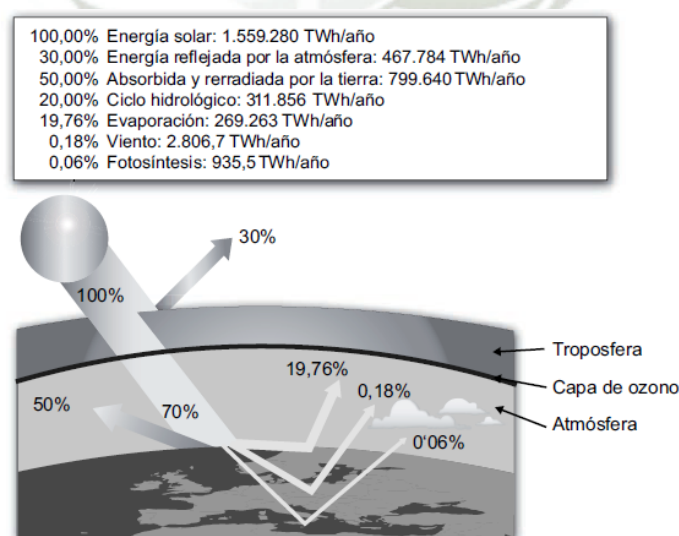 100,00% Energía solar: 1.559.280 TWh/año
30,00% Energía reflejada por la atmósfera: 467.784 TWh/año
50,00% Absorbida y rerradiada por la tierra: 799.640 TWh/año
20,00% Ciclo hidrológico: 311.856 TWh/año
19,76% Evaporación: 269.263 TWh/año
0,18% Viento: 2.806,7 TWh/año
0,06% Fotosíntesis: 935,5 TWh/año
30%
100%
Troposfera
19,76%
Capa de ozono
0,18%
50%
70%
Atmósfera
0'06%